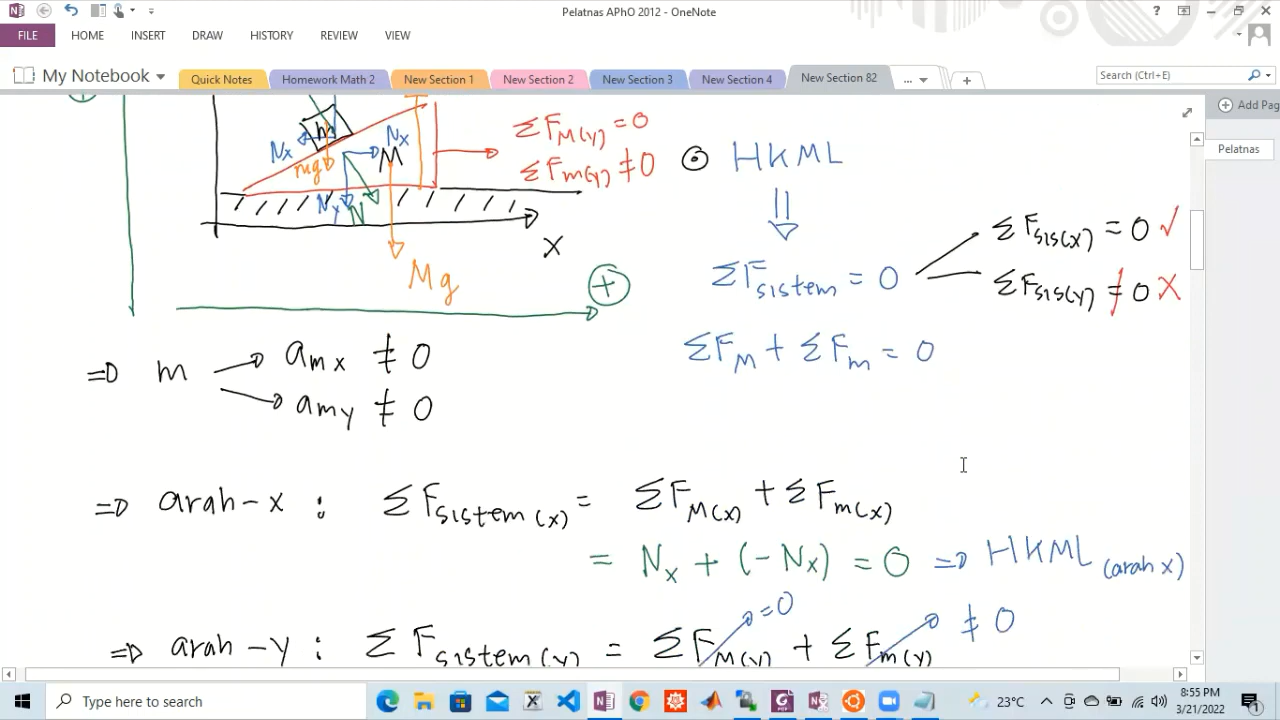 Pelatnas APhO 2012 - OneNote
FILE HOME INSERT DRAW HISTORY REVIEW VIEW
My Notebook Quick Notes Homework Math 2 New Section 1 New Section 2 New Section 3 New Section 4 New Section 82 ... Search (Ctrl+E)
Add Pag
Pelatnas
m
Nx
mg
Nx
M
Ny
N
Mg
X
+
ΣF_M(y) = 0
ΣF_m(y) ≠ 0
⊙ HKML
⇓
ΣF_sistem = 0
ΣF_sis(x) = 0 ✓
ΣF_sis(y) ≠ 0 X
ΣF_M + ΣF_m = 0
⇒ m → a_mx ≠ 0
→ a_my ≠ 0
⇒ arah-x : ΣF_sistem(x) = ΣF_M(x) + ΣF_m(x)
= Nx + (-Nx) = 0 ⇒ HKML (arah x)
=0 ≠ 0
⇒ arah-y : ΣF_sistem(y) = ΣF_M(y) + ΣF_m(y)
Type here to search
23°C
8:55 PM
3/21/2022